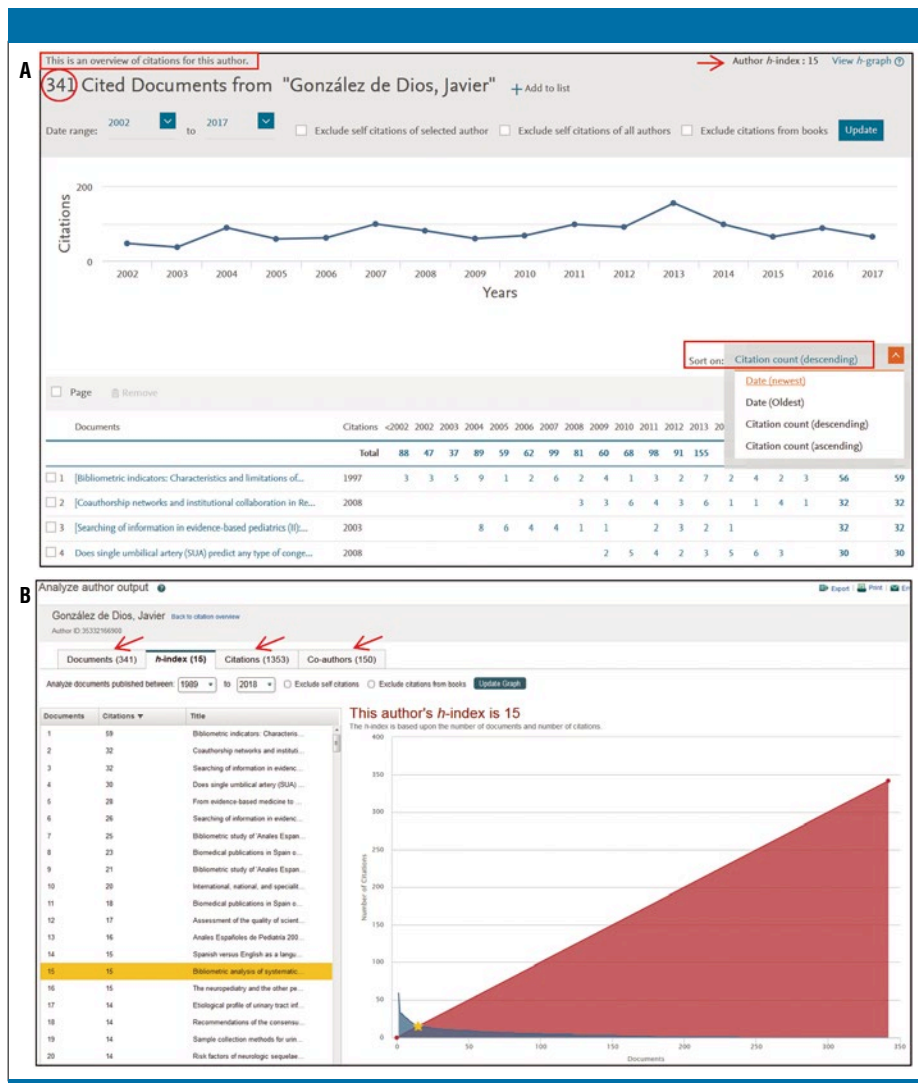 A
This is an overview of citations for this author.
Author h-index : 15 View h-graph
341 Cited Documents from "González de Dios, Javier" + Add to list
Date range: 2002 to 2017 Exclude self citations of selected author Exclude self citations of all authors Exclude citations from books Update
Citations
200
0
2002 2003 2004 2005 2006 2007 2008 2009 2010 2011 2012 2013 2014 2015 2016 2017
Years
Sort on: Citation count (descending)
Date (newest)
Date (Oldest)
Citation count (descending)
Citation count (ascending)
Page Remove
Documents Citations <2002 2002 2003 2004 2005 2006 2007 2008 2009 2010 2011 2012 2013 20
Total 88 47 37 89 59 62 99 81 60 68 98 91 155
1 [Bibliometric indicators: Characteristics and limitations of... 1997 3 3 5 9 1 2 6 2 4 1 3 2 7 2 4 2 3 56 59
2 [Coauthorship networks and institutional collaboration in Re... 2008 3 3 6 4 3 6 1 1 4 1 32 32
3 [Searching of information in evidence-based pediatrics (II):... 2003 8 6 4 4 1 1 2 3 2 1 32 32
4 Does single umbilical artery (SUA) predict any type of conge... 2008 2 5 4 2 3 5 6 3 30 30
B
Analyze author output
Export Print
González de Dios, Javier Back to citation overview
Author ID:35332166900
Documents (341) h-index (15) Citations (1353) Co-authors (150)
Analyze documents published between: 1989 to 2018 Exclude self citations Exclude citations from books Update Graph
Documents Citations Title
1 59 Bibliometric indicators: Characteris...
2 32 Coauthorship networks and instituti...
3 32 Searching of information in evidenc...
4 30 Does single umbilical artery (SUA) ...
5 28 From evidence-based medicine to ...
6 26 Searching of information in evidenc...
7 25 Bibliometric study of 'Anales Espan...
8 23 Biomedical publications in Spain o...
9 21 Bibliometric study of 'Anales Espan...
10 20 International, national, and specialit...
11 18 Biomedical publications in Spain o...
12 17 Assessment of the quality of scient...
13 16 Anales Españoles de Pediatría 200...
14 15 Spanish versus English as a langu...
15 15 Bibliometric analysis of systematic...
16 15 The neuropediatry and the other pe...
17 14 Etiological profile of urinary tract inf...
18 14 Recommendations of the consensu...
19 14 Sample collection methods for urin...
20 14 Risk factors of neurologic sequelae...
This author's h-index is 15
The h-index is based upon the number of documents and number of citations.
Number of Citations
400
350
300
250
200
150
100
50
0
0 50 100 150 200 250 300 350
Documents